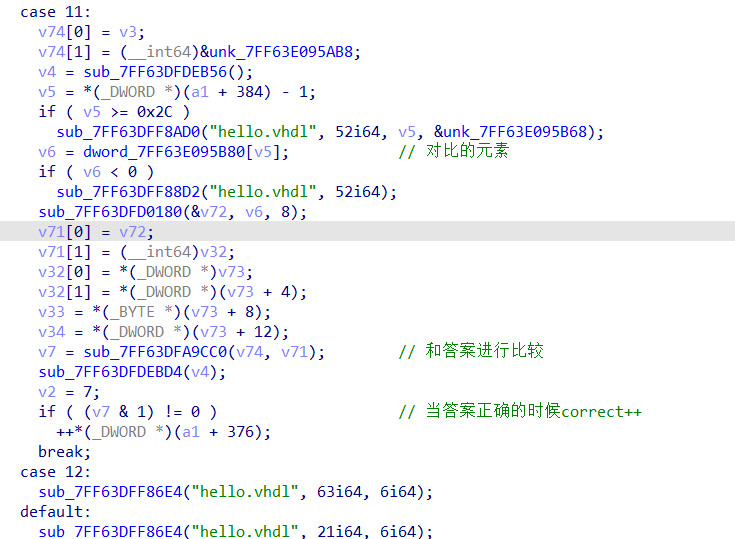 case 11:
v74[0] = v3;
v74[1] = (__int64)&unk_7FF63E095AB8;
v4 = sub_7FF63DFDEB56();
v5 = *(_DWORD *)(a1 + 384) - 1;
if ( v5 >= 0x2C )
sub_7FF63DFF8AD0("hello.vhdl", 52i64, v5, &unk_7FF63E095B68);
v6 = dword_7FF63E095B80[v5]; // 对比的元素
if ( v6 < 0 )
sub_7FF63DFF88D2("hello.vhdl", 52i64);
sub_7FF63DFD0180(&v72, v6, 8);
v71[0] = v72;
v71[1] = (__int64)v32;
v32[0] = *(_DWORD *)v73;
v32[1] = *(_DWORD *)(v73 + 4);
v33 = *(_BYTE *)(v73 + 8);
v34 = *(_DWORD *)(v73 + 12);
v7 = sub_7FF63DFA9CC0(v74, v71); // 和答案进行比较
sub_7FF63DFDEBD4(v4);
v2 = 7;
if ( (v7 & 1) != 0 ) // 当答案正确的时候correct++
++*(_DWORD *)(a1 + 376);
break;
case 12:
sub_7FF63DFF86E4("hello.vhdl", 63i64, 6i64);
default:
sub_7FF63DFF86E4("hello.vhdl", 21i64, 6i64);